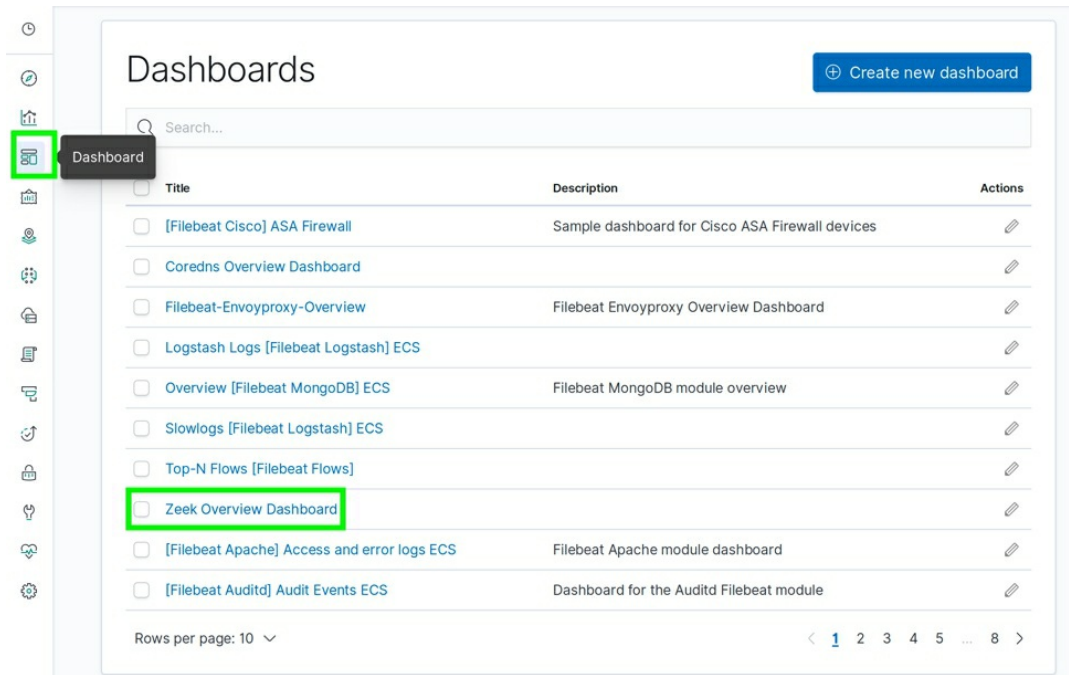 Dashboards
Create new dashboard
Search...
Dashboard
Title Description Actions
[Filebeat Cisco] ASA Firewall Sample dashboard for Cisco ASA Firewall devices
Coredns Overview Dashboard
Filebeat-Envoyproxy-Overview Filebeat Envoyproxy Overview Dashboard
Logstash Logs [Filebeat Logstash] ECS
Overview [Filebeat MongoDB] ECS Filebeat MongoDB module overview
Slowlogs [Filebeat Logstash] ECS
Top-N Flows [Filebeat Flows]
Zeek Overview Dashboard
[Filebeat Apache] Access and error logs ECS Filebeat Apache module dashboard
[Filebeat Auditd] Audit Events ECS Dashboard for the Auditd Filebeat module
Rows per page: 10 1 2 3 4 5 ... 8